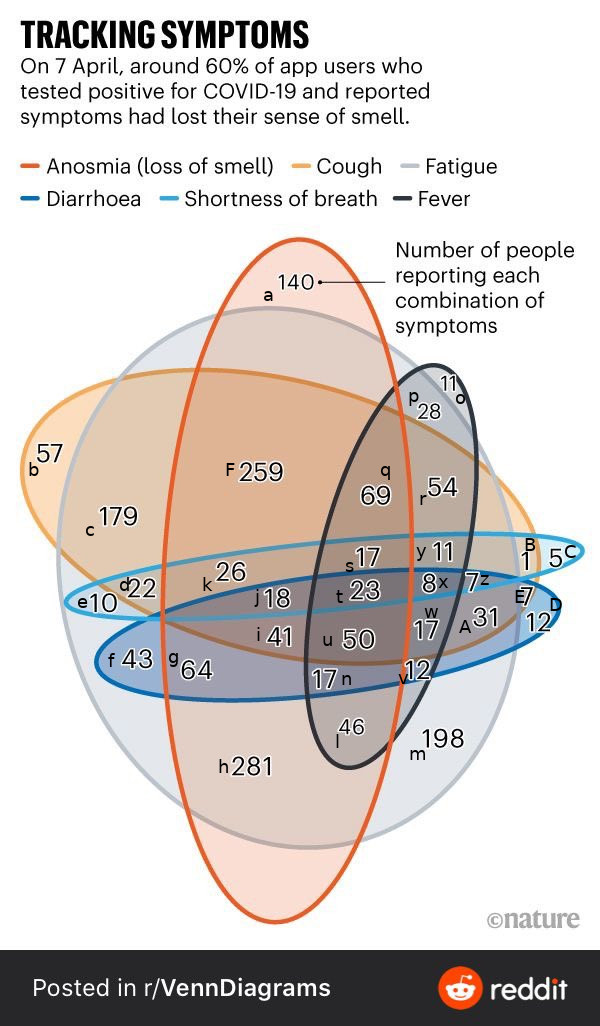 TRACKING SYMPTOMS
On 7 April, around 60% of app users who
tested positive for COVID-19 and reported
symptoms had lost their sense of smell.
Anosmia (loss of smell) Cough Fatigue
Diarrhoea Shortness of breath Fever
Number of people
reporting each
combination of
symptoms
a 140
11 o
p 28
b 57
F 259
q 69
r 54
c 179
s 17
y 11
B 1
5 C
k 26
d 22
e 10
j 18
t 23
8 x
7 z
E 7
D 12
w 17
A 31
i 41
u 50
f 43
g 64
17 n
v 12
l 46
m 198
h 281
©nature
Posted in r/VennDiagrams reddit